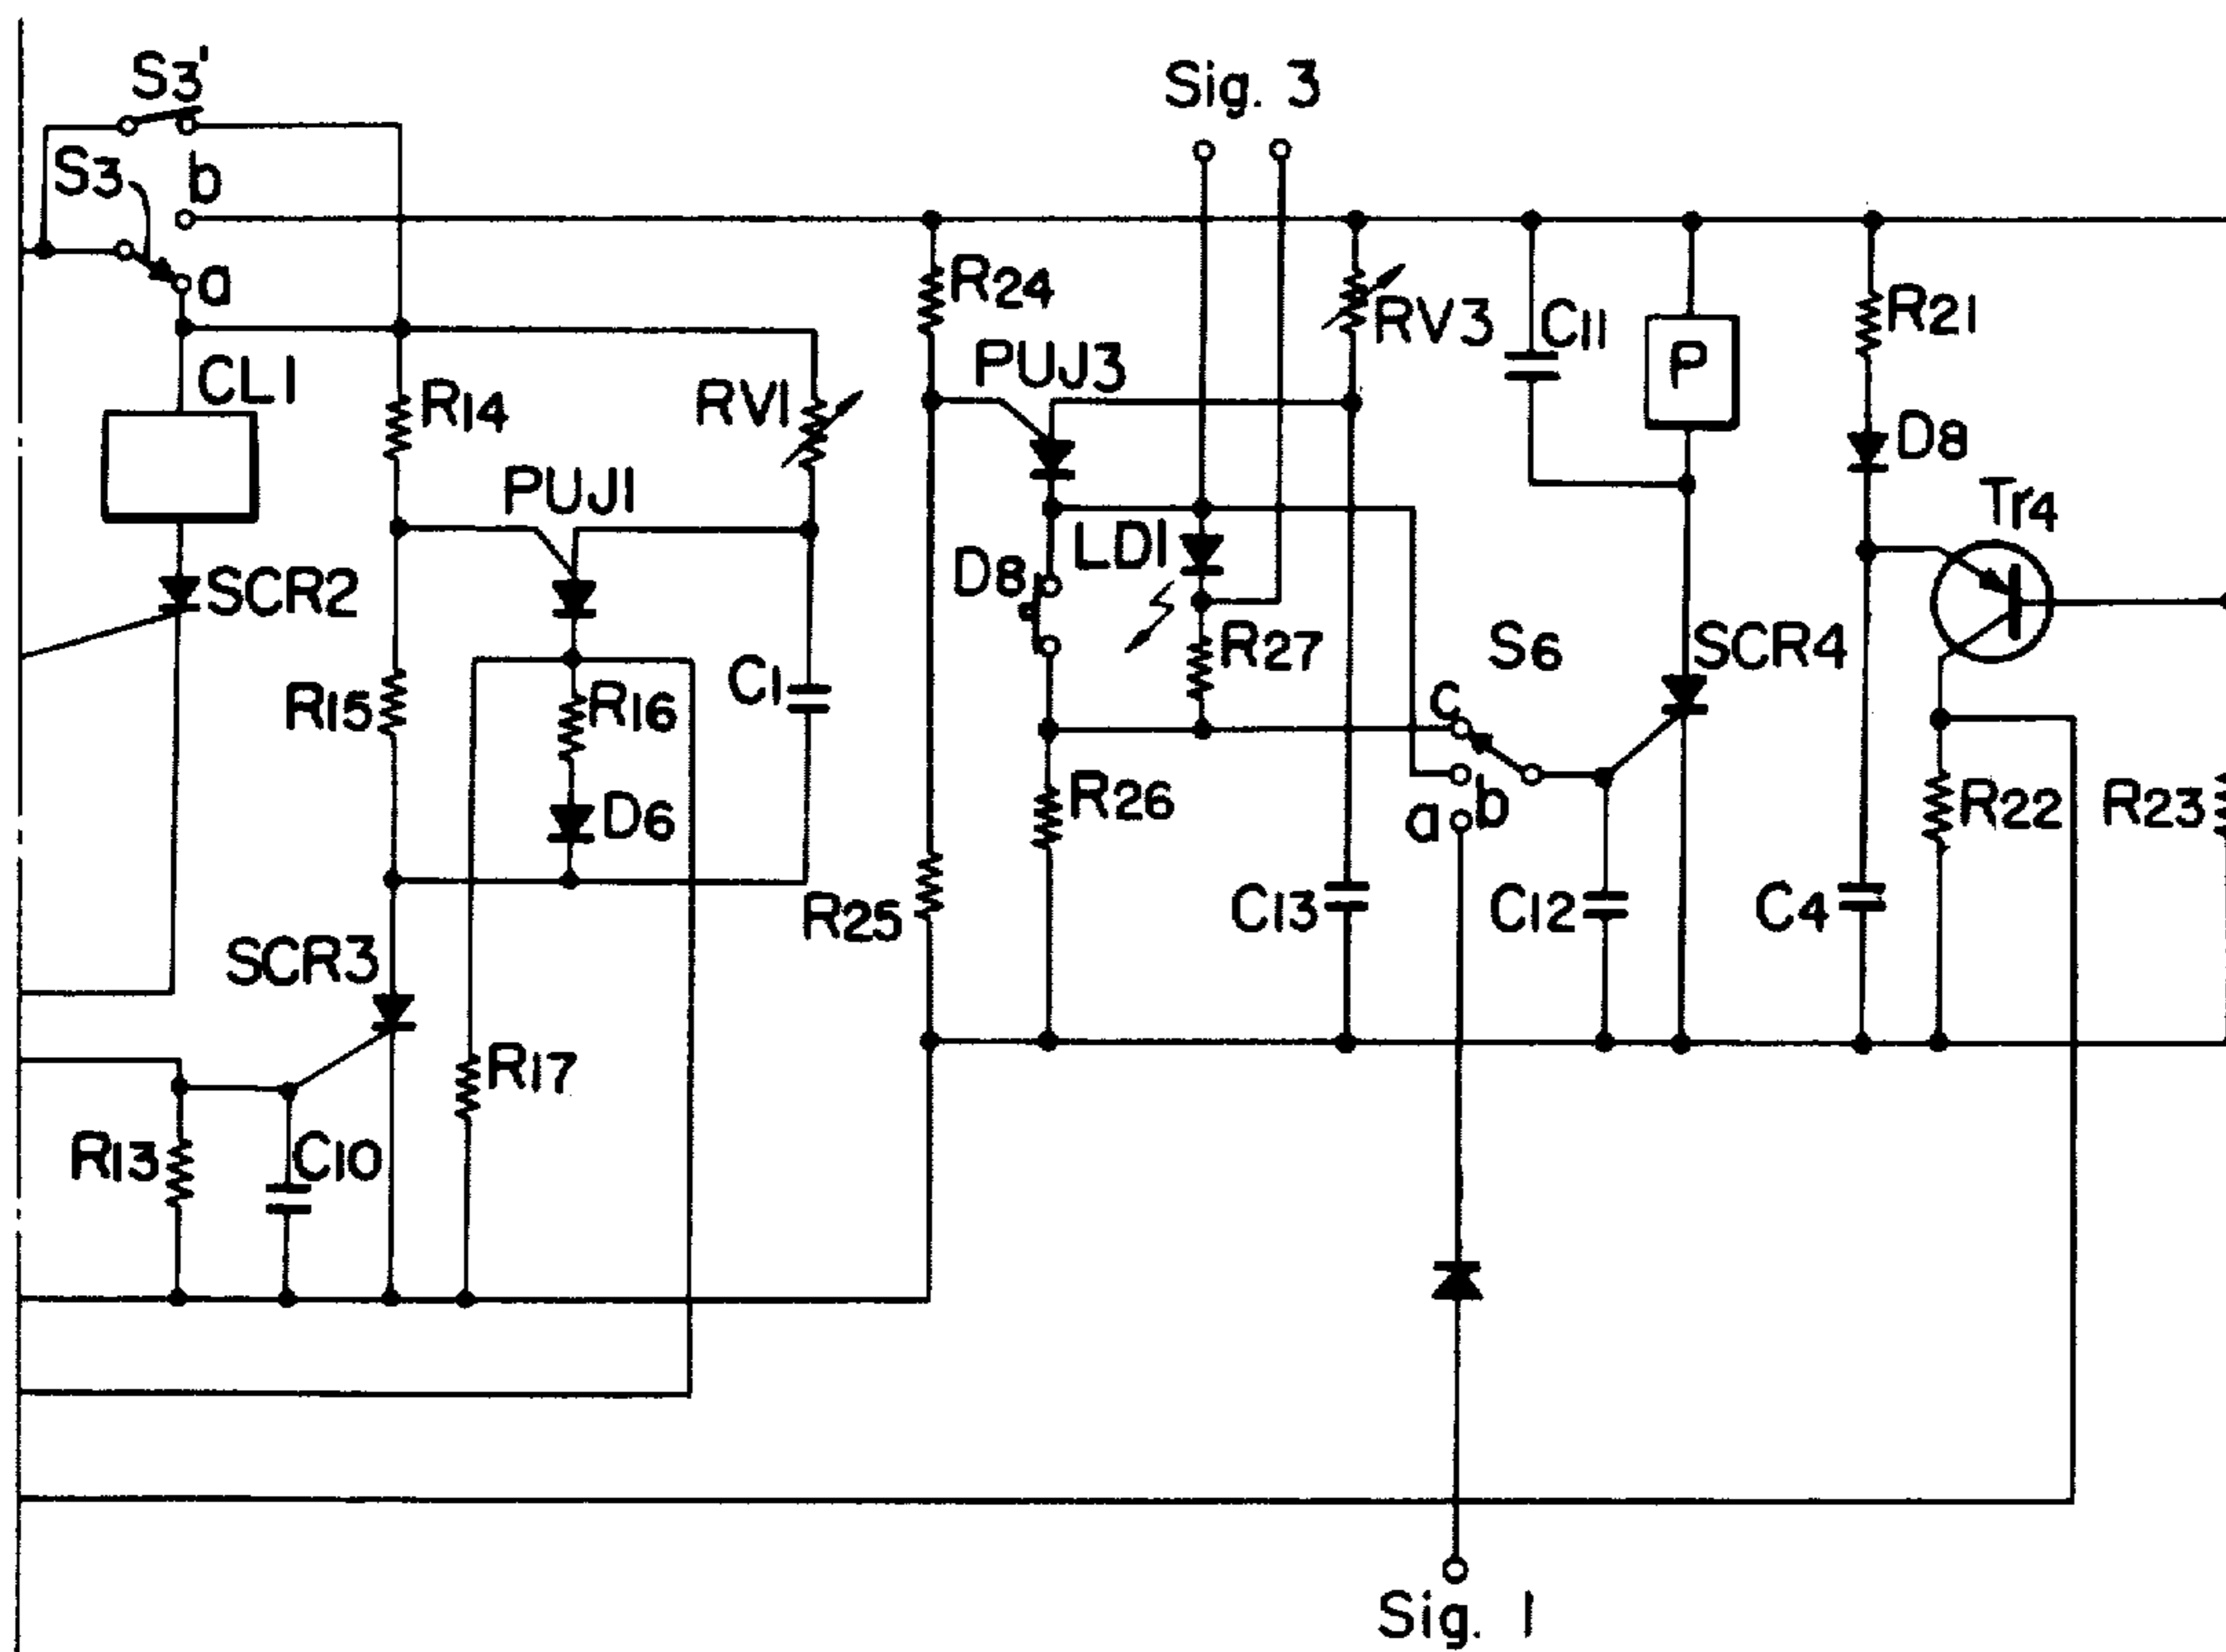 S3'
Sig. 3
S3
b
a
R24
RV3
C11
P
R21
CL1
R14
RV1
PUJ3
D8
PUJ1
Tr4
SCR2
D8
LD1
R27
S6
SCR4
R15
R16
C1
c
D6
R26
a
b
R22
R23
R25
C13
C12
C4
SCR3
R17
R13
C10
Sig. 1